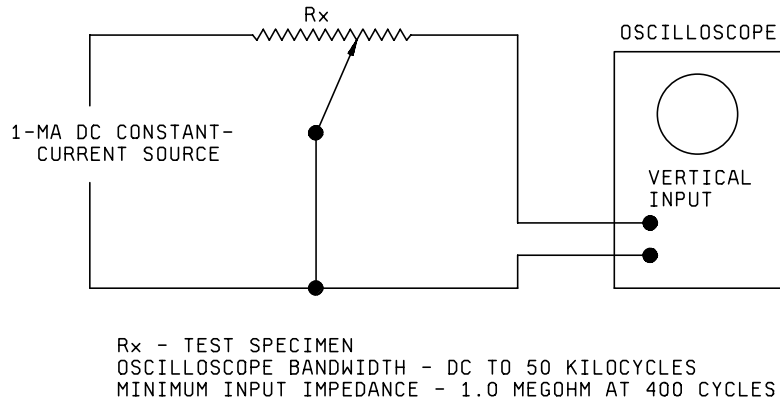 Rx
OSCILLOSCOPE
1-MA DC CONSTANT-
CURRENT SOURCE
VERTICAL
INPUT
Rx - TEST SPECIMEN
OSCILLOSCOPE BANDWIDTH - DC TO 50 KILOCYCLES
MINIMUM INPUT IMPEDANCE - 1.0 MEGOHM AT 400 CYCLES